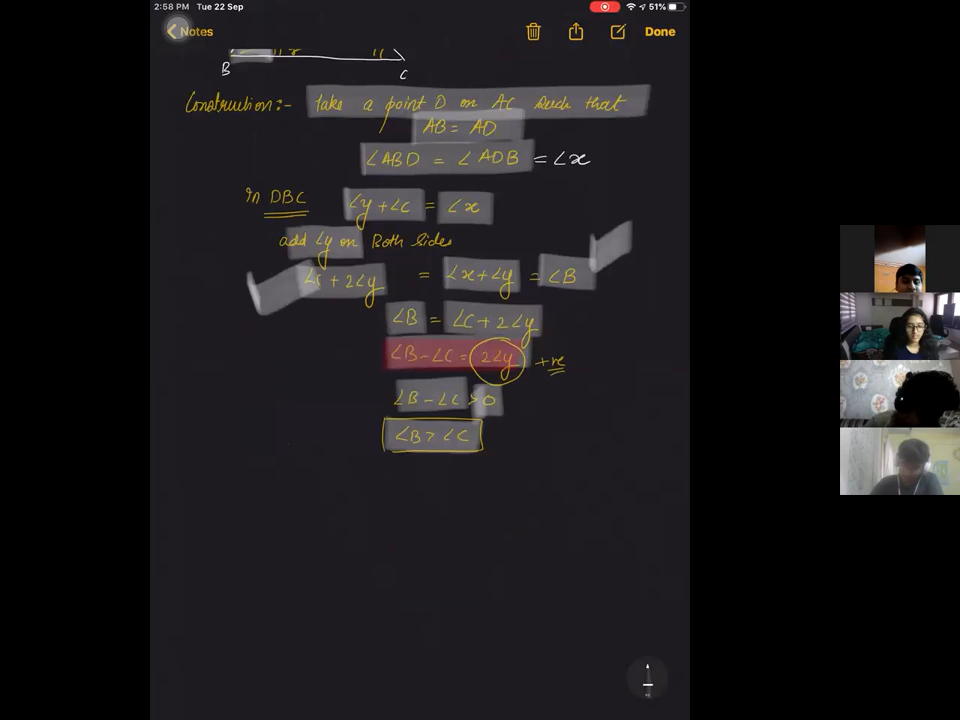 2:58 PM Tue 22 Sep 51%
Notes Done
B C
Construction:- take a point D on AC such that
AB = AD
∠ABD = ∠ADB = ∠x
In DBC ∠y + ∠C = ∠x
add ∠y on Both sides
∠C + 2∠y = ∠x + ∠y = ∠B
∠B = ∠C + 2∠y
∠B - ∠C = 2∠y +ve
∠B - ∠C > 0
∠B > ∠C